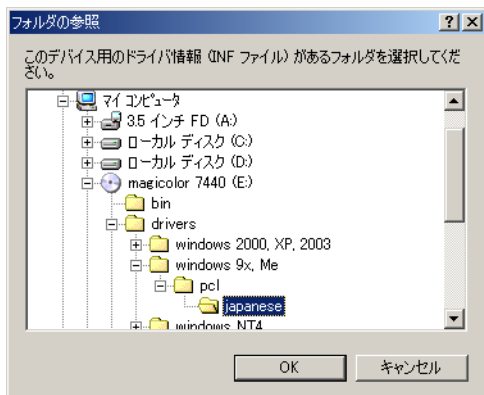 フォルダの参照
このデバイス用のドライバ情報 (INF ファイル) があるフォルダを選択してくだ
さい。
マイ コンピュータ
3.5 インチ FD (A:)
ローカル ディスク (C:)
ローカル ディスク (D:)
magicolor 7440 (E:)
bin
drivers
windows 2000, XP, 2003
windows 9x, Me
pcl
japanese
windows NT4
OK
キャンセル